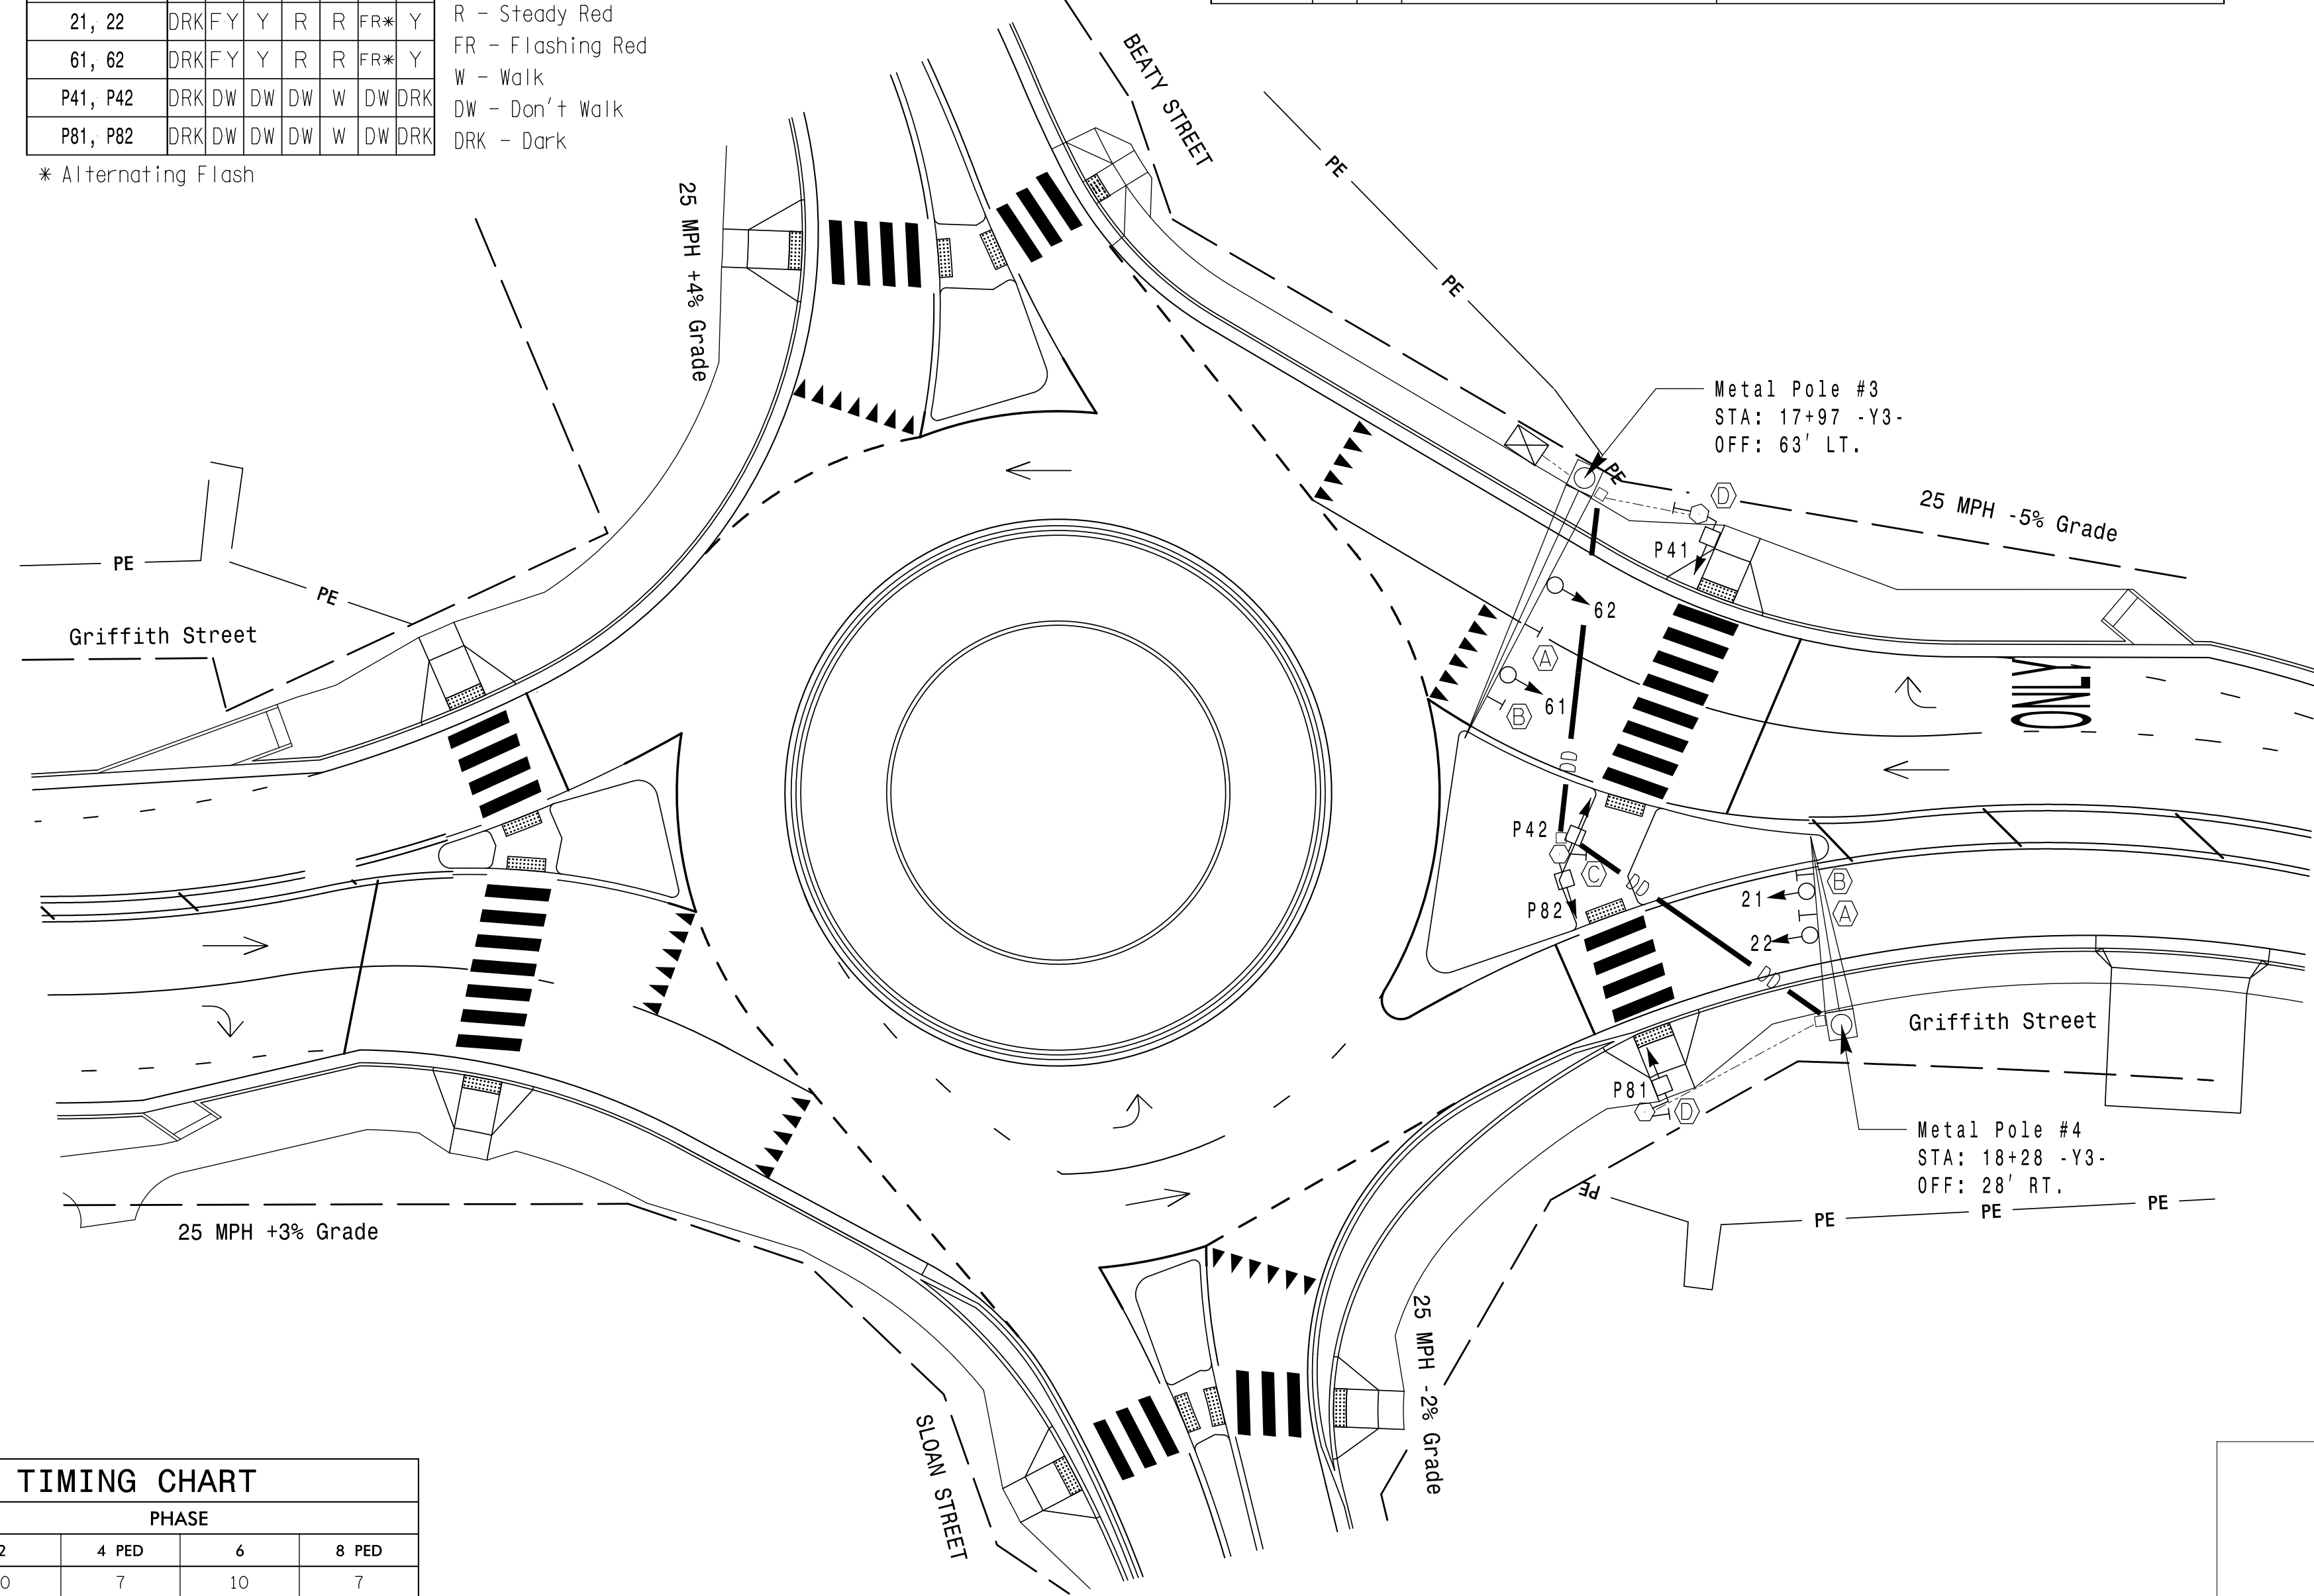 21, 22 DRK F Y Y R R FR* Y
61, 62 DRK F Y Y R R FR* Y
P41, P42 DRK DW DW DW W DW DRK
P81, P82 DRK DW DW DW W DW DRK
* Alternating Flash
R - Steady Red
FR - Flashing Red
W - Walk
DW - Don't Walk
DRK - Dark
BEATY STREET
25 MPH +4% Grade
PE
PE
PE
Metal Pole #3
STA: 17+97 -Y3-
OFF: 63' LT.
D
25 MPH -5% Grade
P41
62
A
61
B
ONLY
PE
PE
Griffith Street
DD
P42
C
DD
P82
21
B
A
22
DD
Griffith Street
P81
D
Metal Pole #4
STA: 18+28 -Y3-
OFF: 28' RT.
PE
PE
PE
PE
25 MPH +3% Grade
25 MPH -2% Grade
SLOAN STREET
TIMING CHART
PHASE
2 4 PED 6 8 PED
0 7 10 7